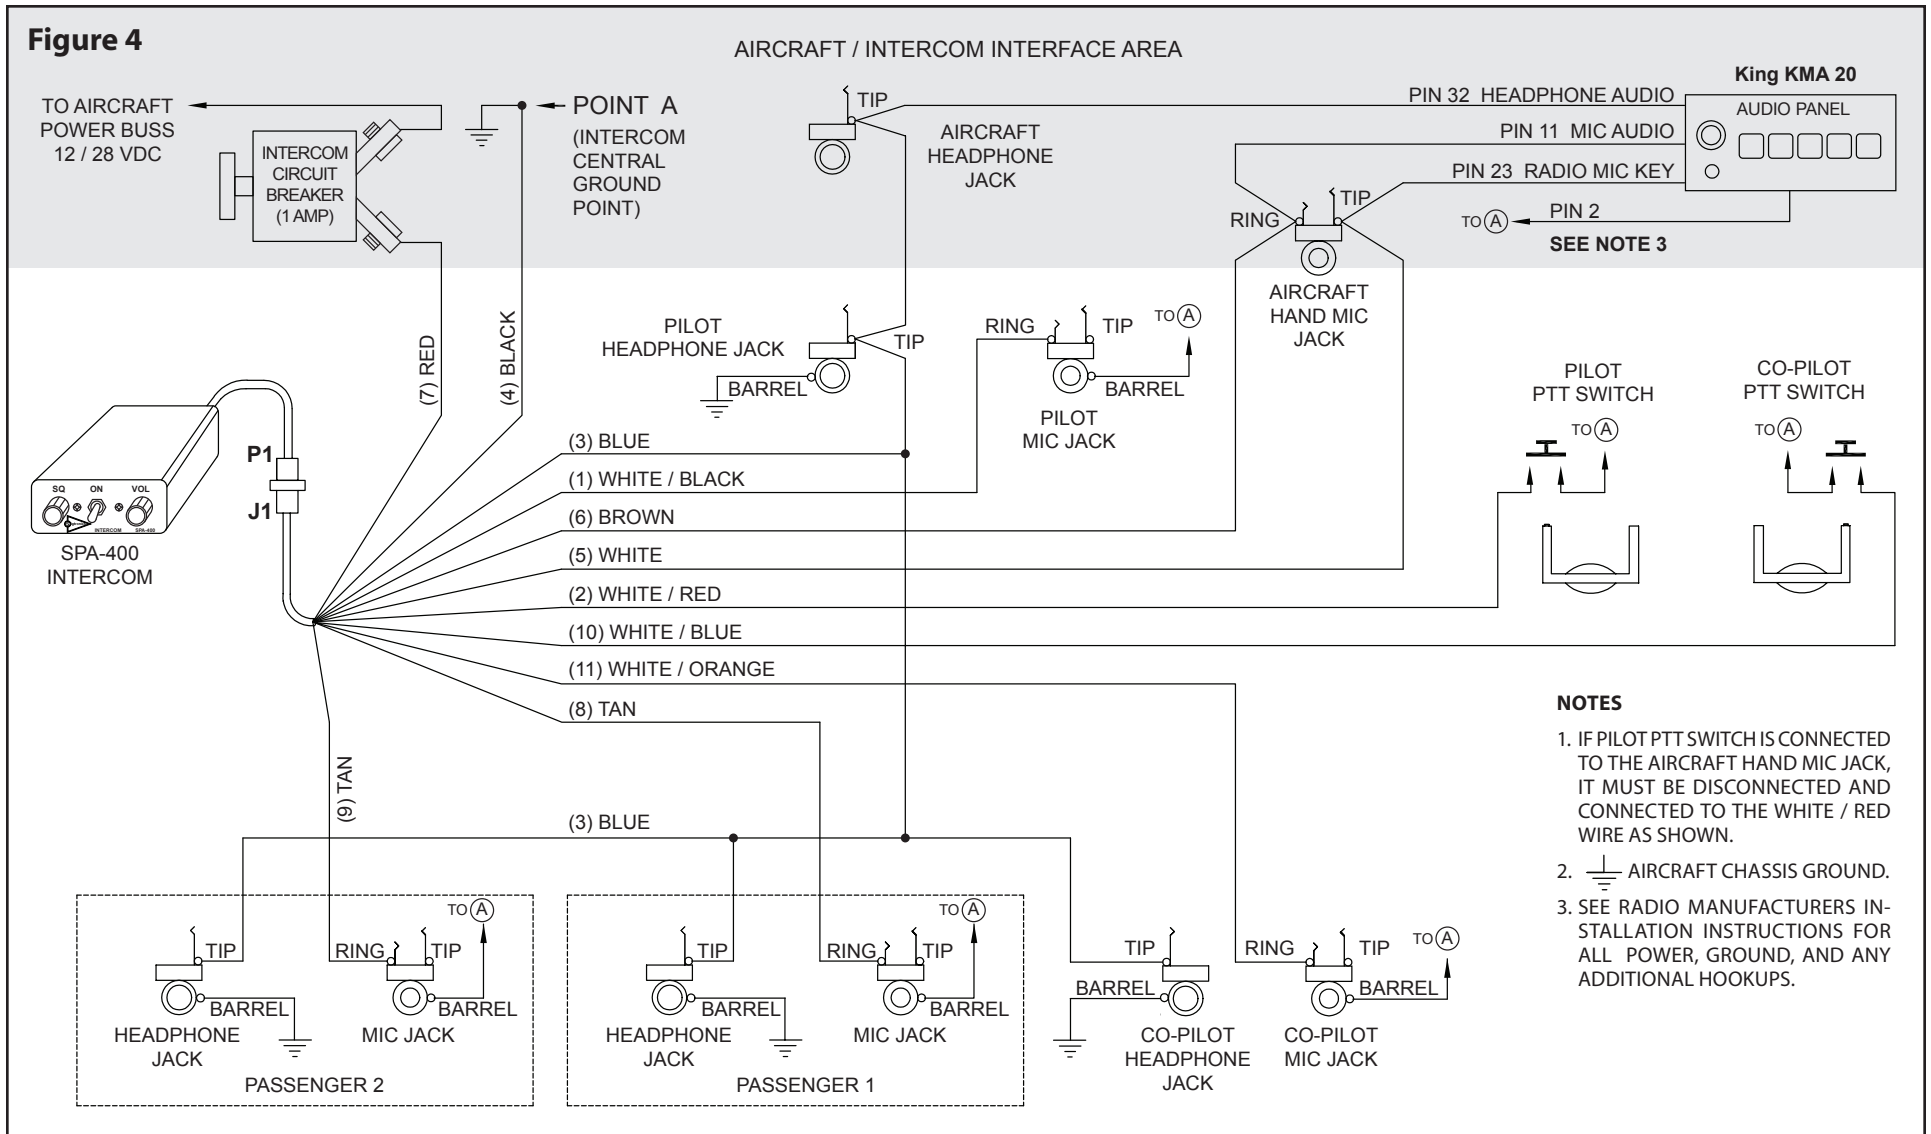 Figure 4
AIRCRAFT / INTERCOM INTERFACE AREA
TO AIRCRAFT
POWER BUSS
12 / 28 VDC
INTERCOM
CIRCUIT
BREAKER
(1 AMP)
POINT A
(INTERCOM
CENTRAL
GROUND
POINT)
TIP
AIRCRAFT
HEADPHONE
JACK
King KMA 20
AUDIO PANEL
PIN 32 HEADPHONE AUDIO
PIN 11 MIC AUDIO
PIN 23 RADIO MIC KEY
PIN 2
TO A
SEE NOTE 3
RING
TIP
AIRCRAFT
HAND MIC
JACK
(7) RED
(4) BLACK
PILOT
HEADPHONE JACK
TIP
BARREL
RING
TIP
TO A
BARREL
PILOT
MIC JACK
PILOT
PTT SWITCH
TO A
CO-PILOT
PTT SWITCH
TO A
P1
J1
SQ
ON
VOL
INTERCOM
SPA-400
SPA-400
INTERCOM
(3) BLUE
(1) WHITE / BLACK
(6) BROWN
(5) WHITE
(2) WHITE / RED
(10) WHITE / BLUE
(11) WHITE / ORANGE
(8) TAN
(9) TAN
(3) BLUE
TIP
BARREL
HEADPHONE
JACK
RING
TIP
TO A
BARREL
MIC JACK
PASSENGER 2
TIP
BARREL
HEADPHONE
JACK
RING
TIP
TO A
BARREL
MIC JACK
PASSENGER 1
TIP
BARREL
CO-PILOT
HEADPHONE
JACK
RING
TIP
TO A
BARREL
CO-PILOT
MIC JACK
NOTES
1. IF PILOT PTT SWITCH IS CONNECTED
TO THE AIRCRAFT HAND MIC JACK,
IT MUST BE DISCONNECTED AND
CONNECTED TO THE WHITE / RED
WIRE AS SHOWN.
2. AIRCRAFT CHASSIS GROUND.
3. SEE RADIO MANUFACTURERS IN-
STALLATION INSTRUCTIONS FOR
ALL POWER, GROUND, AND ANY
ADDITIONAL HOOKUPS.